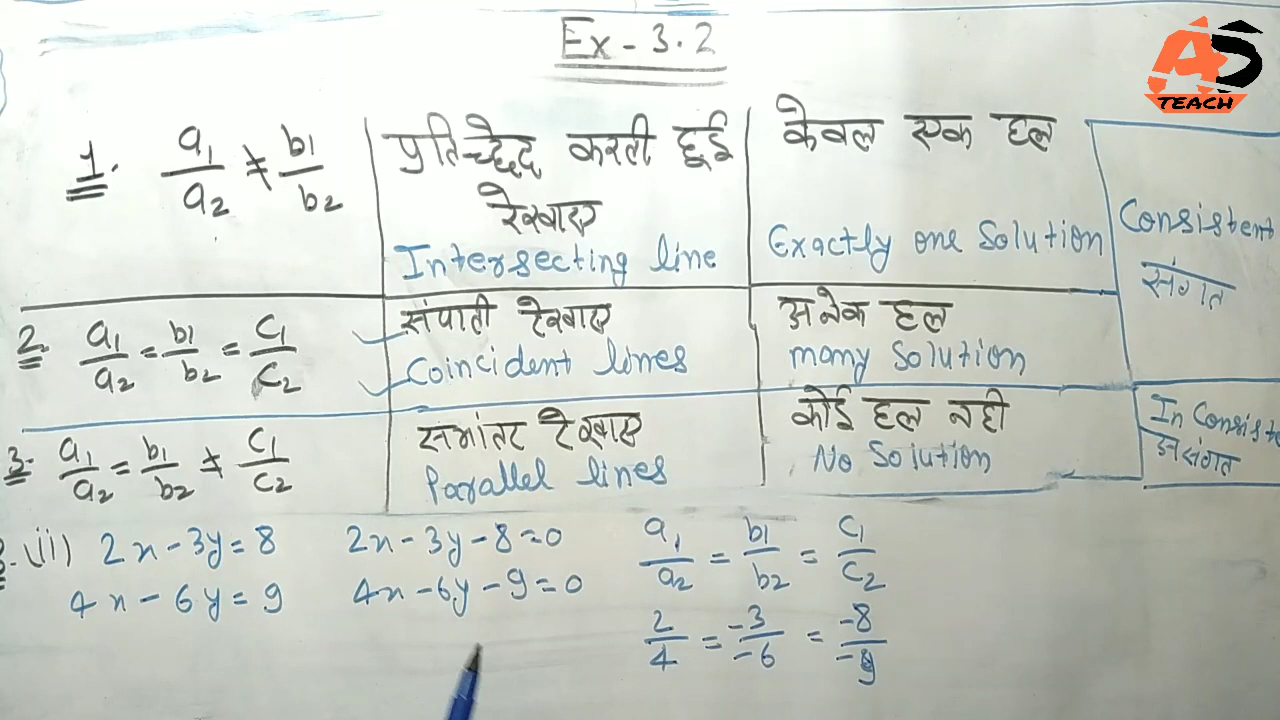 Ex - 3.2
AS
TEACH
1. a1/a2 ≠ b1/b2
प्रतिच्छेद करती हुई
रेखाए
Intersecting line
केवल एक हल
Exactly one Solution
Consistent
संगत
2. a1/a2 = b1/b2 = c1/c2
संपाती रेखाए
Coincident lines
अनेक हल
many Solution
3. a1/a2 = b1/b2 ≠ c1/c2
समांतर रेखाए
Parallel lines
कोई हल नही
No Solution
In Consiste
असंगत
(ii) 2x - 3y = 8
4x - 6y = 9
2x - 3y - 8 = 0
4x - 6y - 9 = 0
a1/a2 = b1/b2 = c1/c2
2/4 = -3/-6 = -8/-9